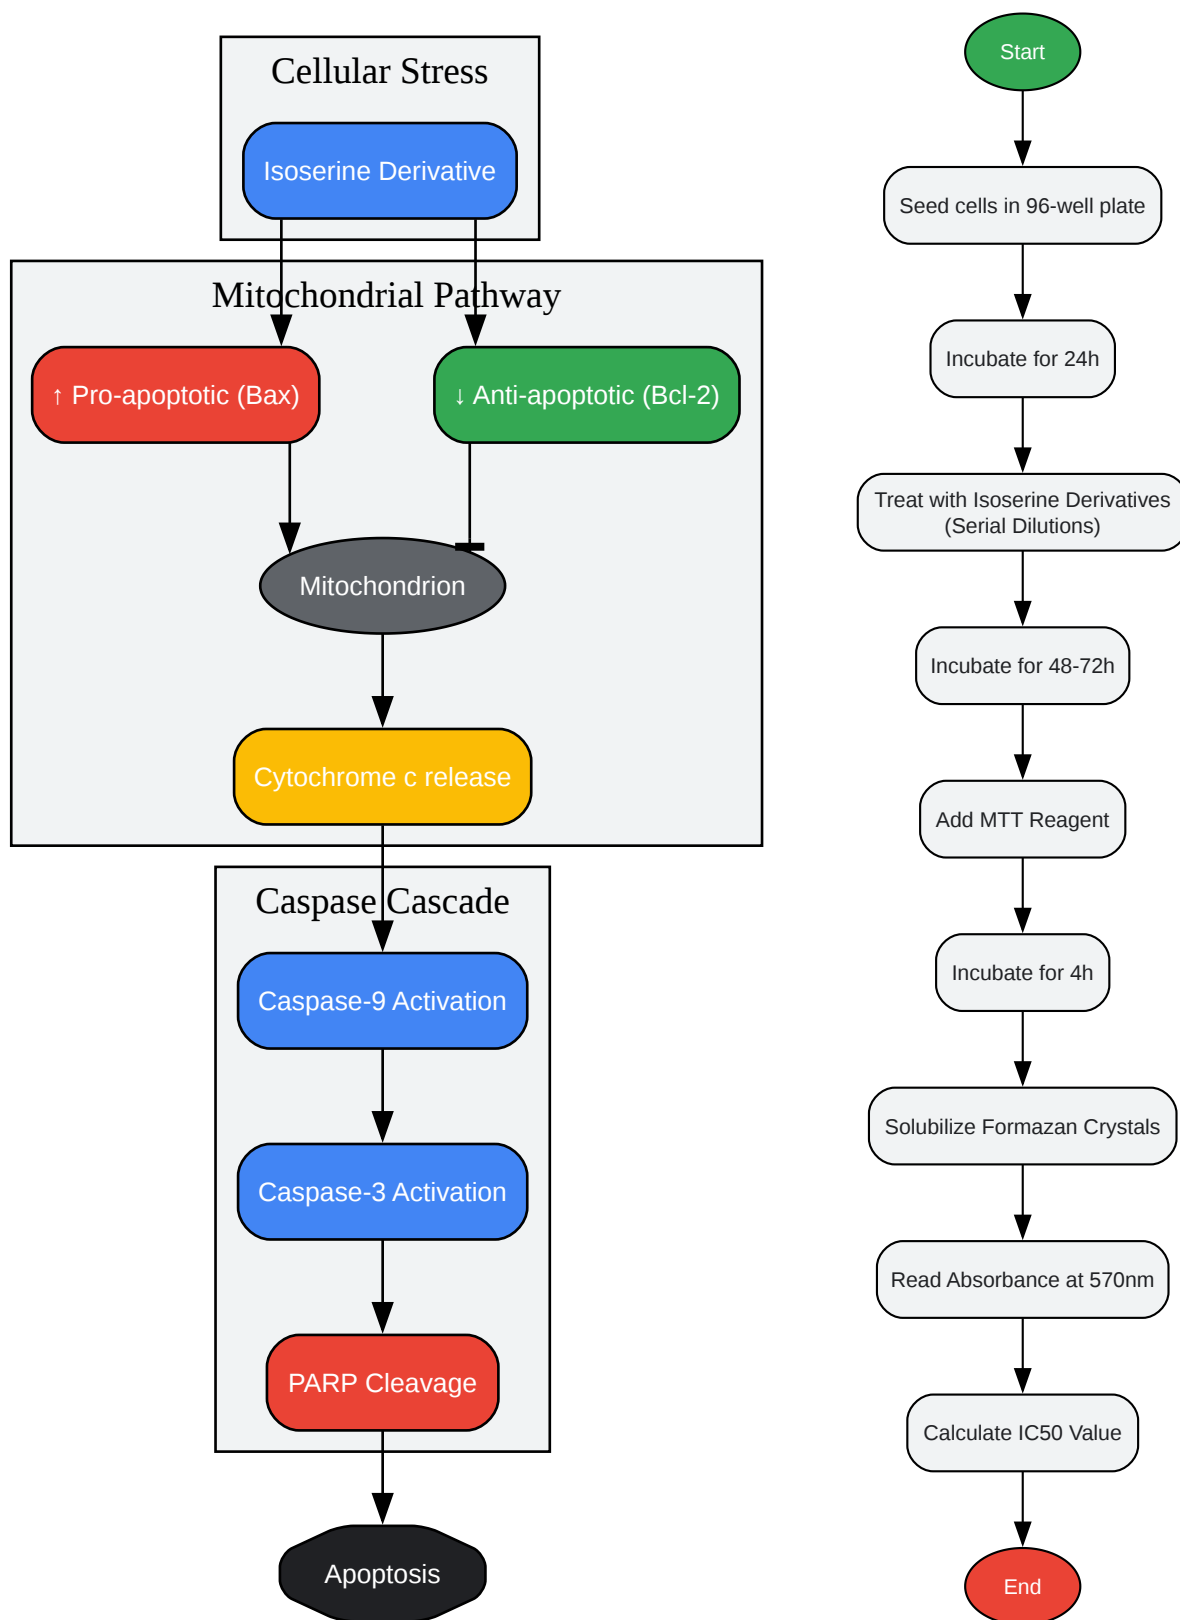 Cellular Stress
Isoserine Derivative
Mitochondrial Pathway
↑ Pro-apoptotic (Bax)
↓ Anti-apoptotic (Bcl-2)
Mitochondrion
Cytochrome c release
Caspase Cascade
Caspase-9 Activation
Caspase-3 Activation
PARP Cleavage
Apoptosis
Start
Seed cells in 96-well plate
Incubate for 24h
Treat with Isoserine Derivatives
(Serial Dilutions)
Incubate for 48-72h
Add MTT Reagent
Incubate for 4h
Solubilize Formazan Crystals
Read Absorbance at 570nm
Calculate IC50 Value
End